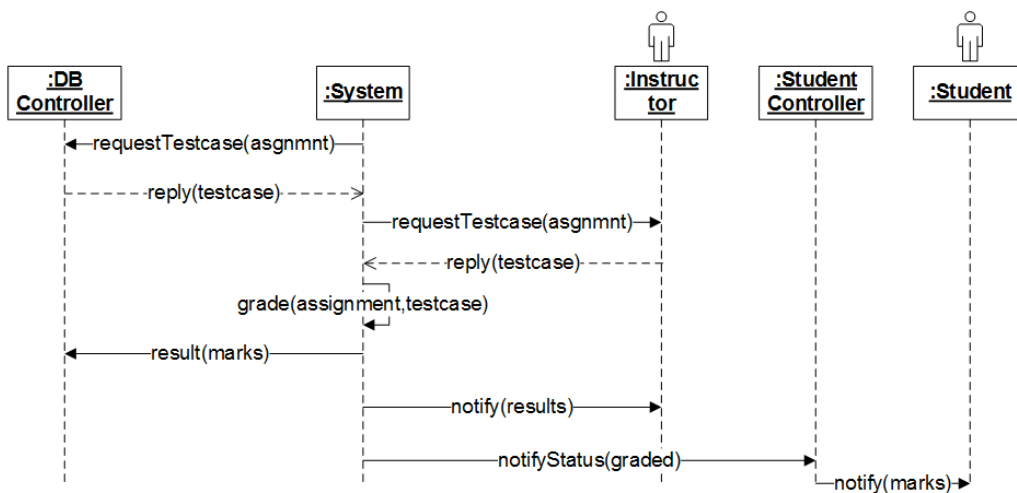 :DB
Controller
:System
:Instruc
tor
:Student
Controller
:Student
requestTestcase(asgnmnt)
reply(testcase)
requestTestcase(asgnmnt)
reply(testcase)
grade(assignment,testcase)
result(marks)
notify(results)
notifyStatus(graded)
notify(marks)